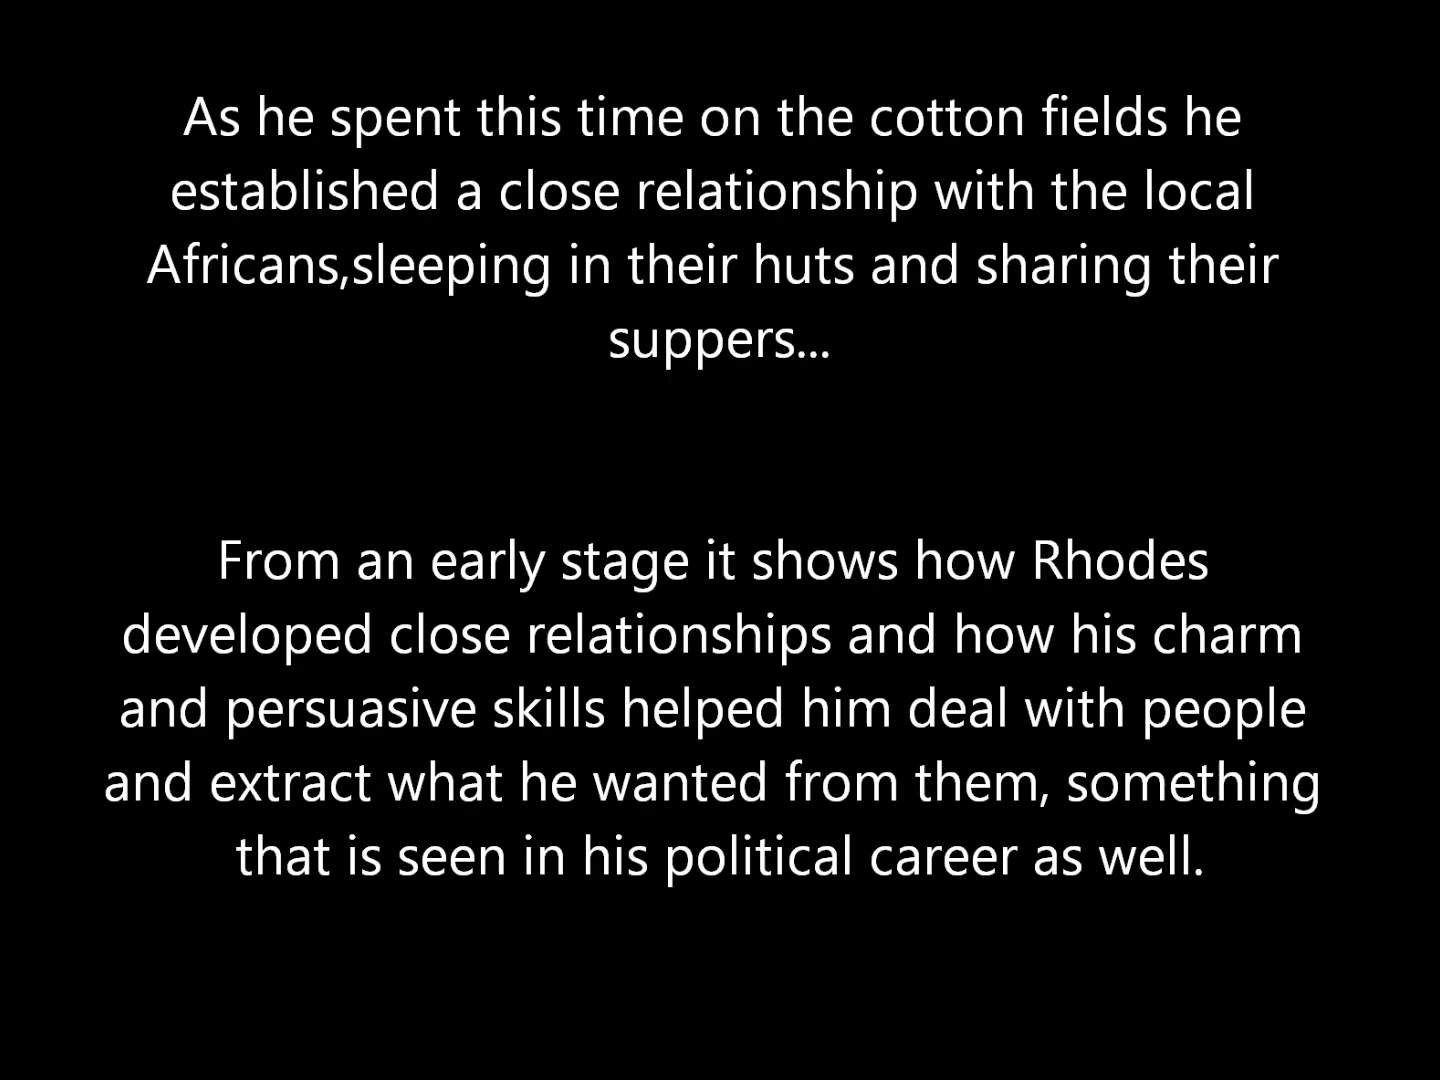 As he spent this time on the cotton fields he
established a close relationship with the local
Africans,sleeping in their huts and sharing their
suppers...
From an early stage it shows how Rhodes
developed close relationships and how his charm
and persuasive skills helped him deal with people
and extract what he wanted from them, something
that is seen in his political career as well.